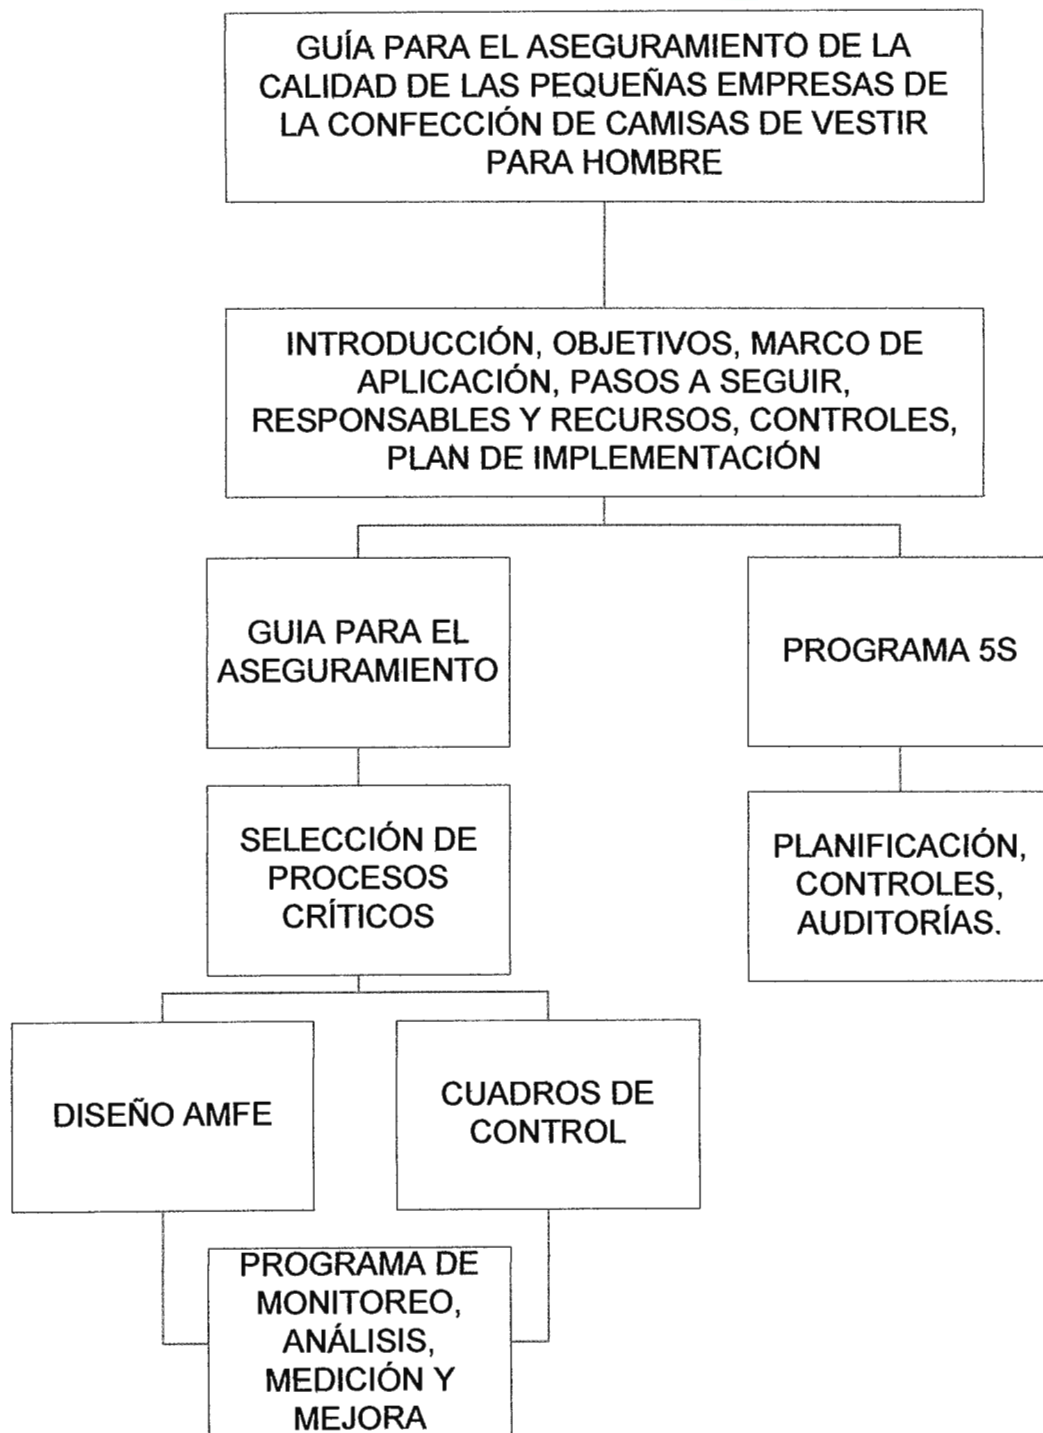 GUÍA PARA EL ASEGURAMIENTO DE LA
CALIDAD DE LAS PEQUEÑAS EMPRESAS DE
LA CONFECCIÓN DE CAMISAS DE VESTIR
PARA HOMBRE
INTRODUCCIÓN, OBJETIVOS, MARCO DE
APLICACIÓN, PASOS A SEGUIR,
RESPONSABLES Y RECURSOS, CONTROLES,
PLAN DE IMPLEMENTACIÓN
GUIA PARA EL
ASEGURAMIENTO
PROGRAMA 5S
SELECCIÓN DE
PROCESOS
CRÍTICOS
PLANIFICACIÓN,
CONTROLES,
AUDITORÍAS.
DISEÑO AMFE
CUADROS DE
CONTROL
PROGRAMA DE
MONITOREO,
ANÁLISIS,
MEDICIÓN Y
MEJORA